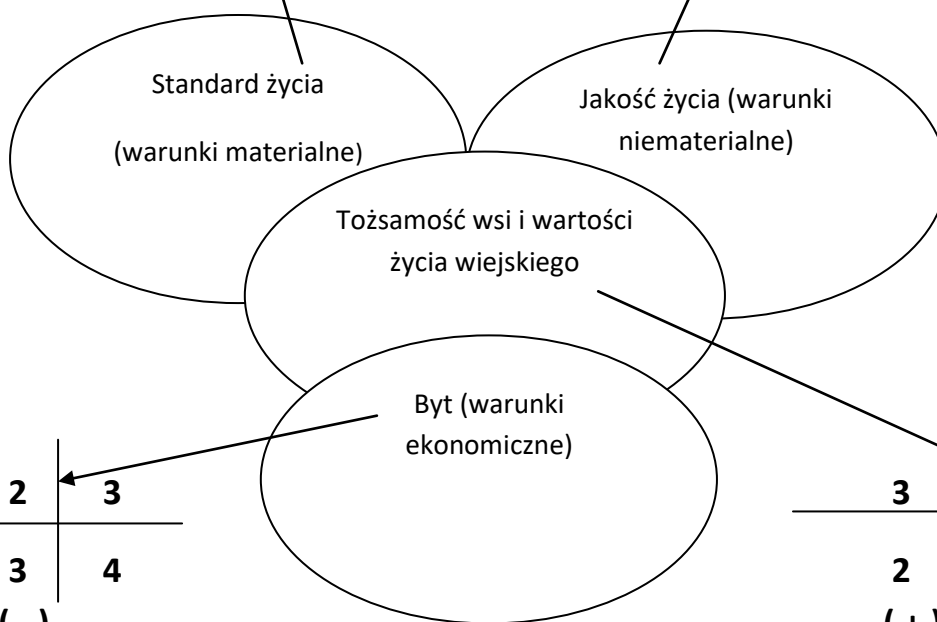 Standard życia
(warunki materialne)
Jakość życia (warunki
niematerialne)
Tożsamość wsi i wartości
życia wiejskiego
Byt (warunki
ekonomiczne)
2 3
3 4
3
2